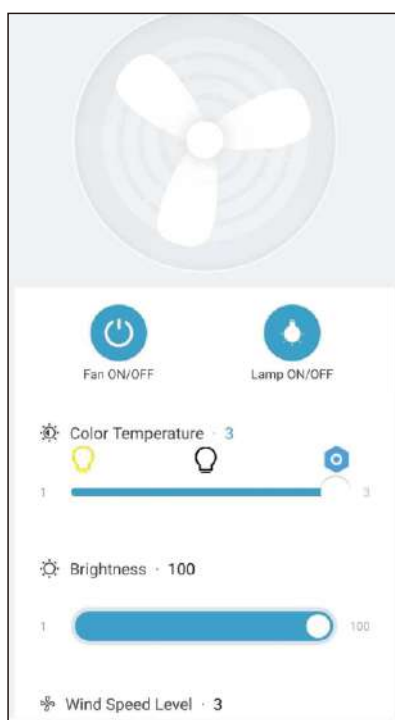 Fan ON/OFF Lamp ON/OFF
Color Temperature · 3
1 3
Brightness · 100
1 100
Wind Speed Level · 3